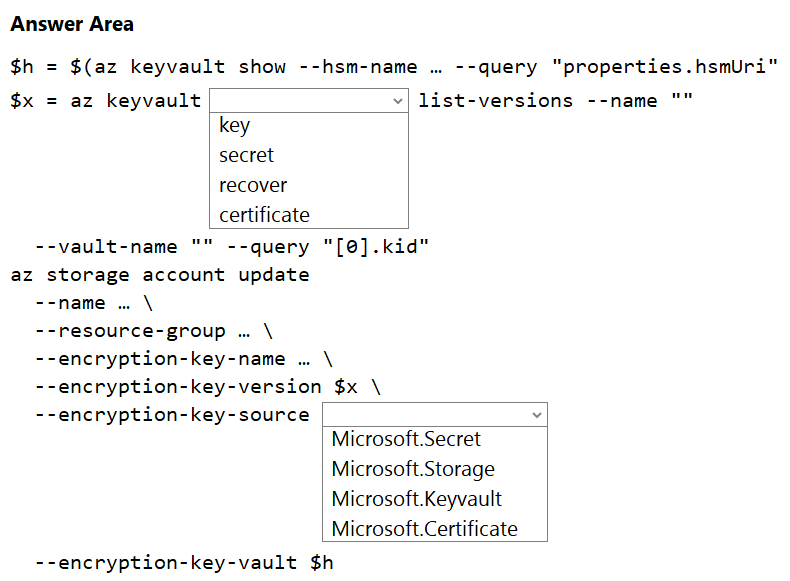 Answer Area
$h = $(az keyvault show --hsm-name … --query "properties.hsmUri"
$x = az keyvault list-versions --name ""
key
secret
recover
certificate
--vault-name "" --query "[0].kid"
az storage account update
--name … \
--resource-group … \
--encryption-key-name … \
--encryption-key-version $x \
--encryption-key-source
Microsoft.Secret
Microsoft.Storage
Microsoft.Keyvault
Microsoft.Certificate
--encryption-key-vault $h